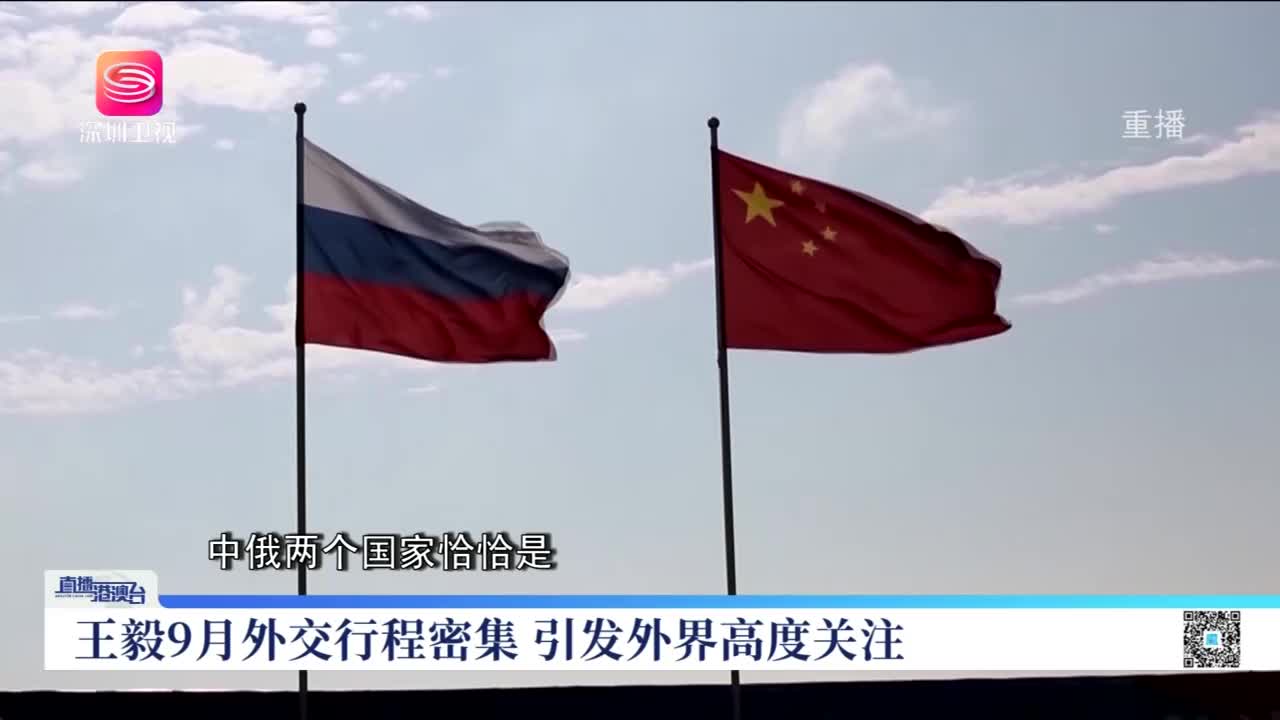 深圳卫视
重播
中俄两个国家恰恰是
直播
港澳台
王毅9月外交行程密集 引发外界高度关注